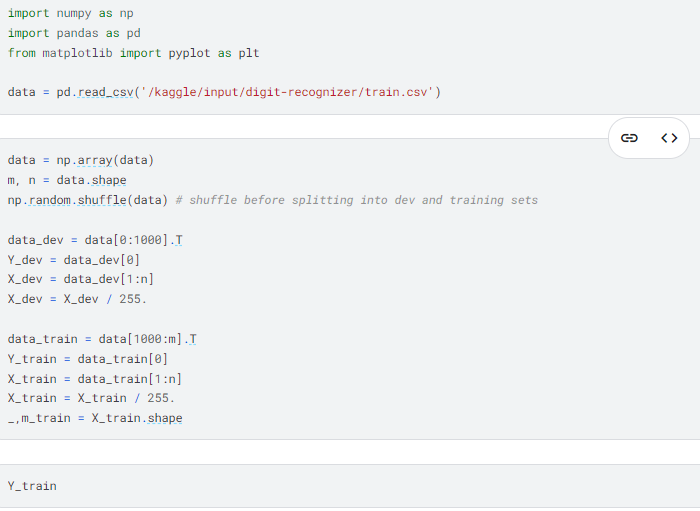 import numpy as np
import pandas as pd
from matplotlib import pyplot as plt
data = pd.read_csv('/kaggle/input/digit-recognizer/train.csv')
data = np.array(data)
m, n = data.shape
np.random.shuffle(data) # shuffle before splitting into dev and training sets
data_dev = data[0:1000].T
Y_dev = data_dev[0]
X_dev = data_dev[1:n]
X_dev = X_dev / 255.
data_train = data[1000:m].T
Y_train = data_train[0]
X_train = data_train[1:n]
X_train = X_train / 255.
_,m_train = X_train.shape
Y_train